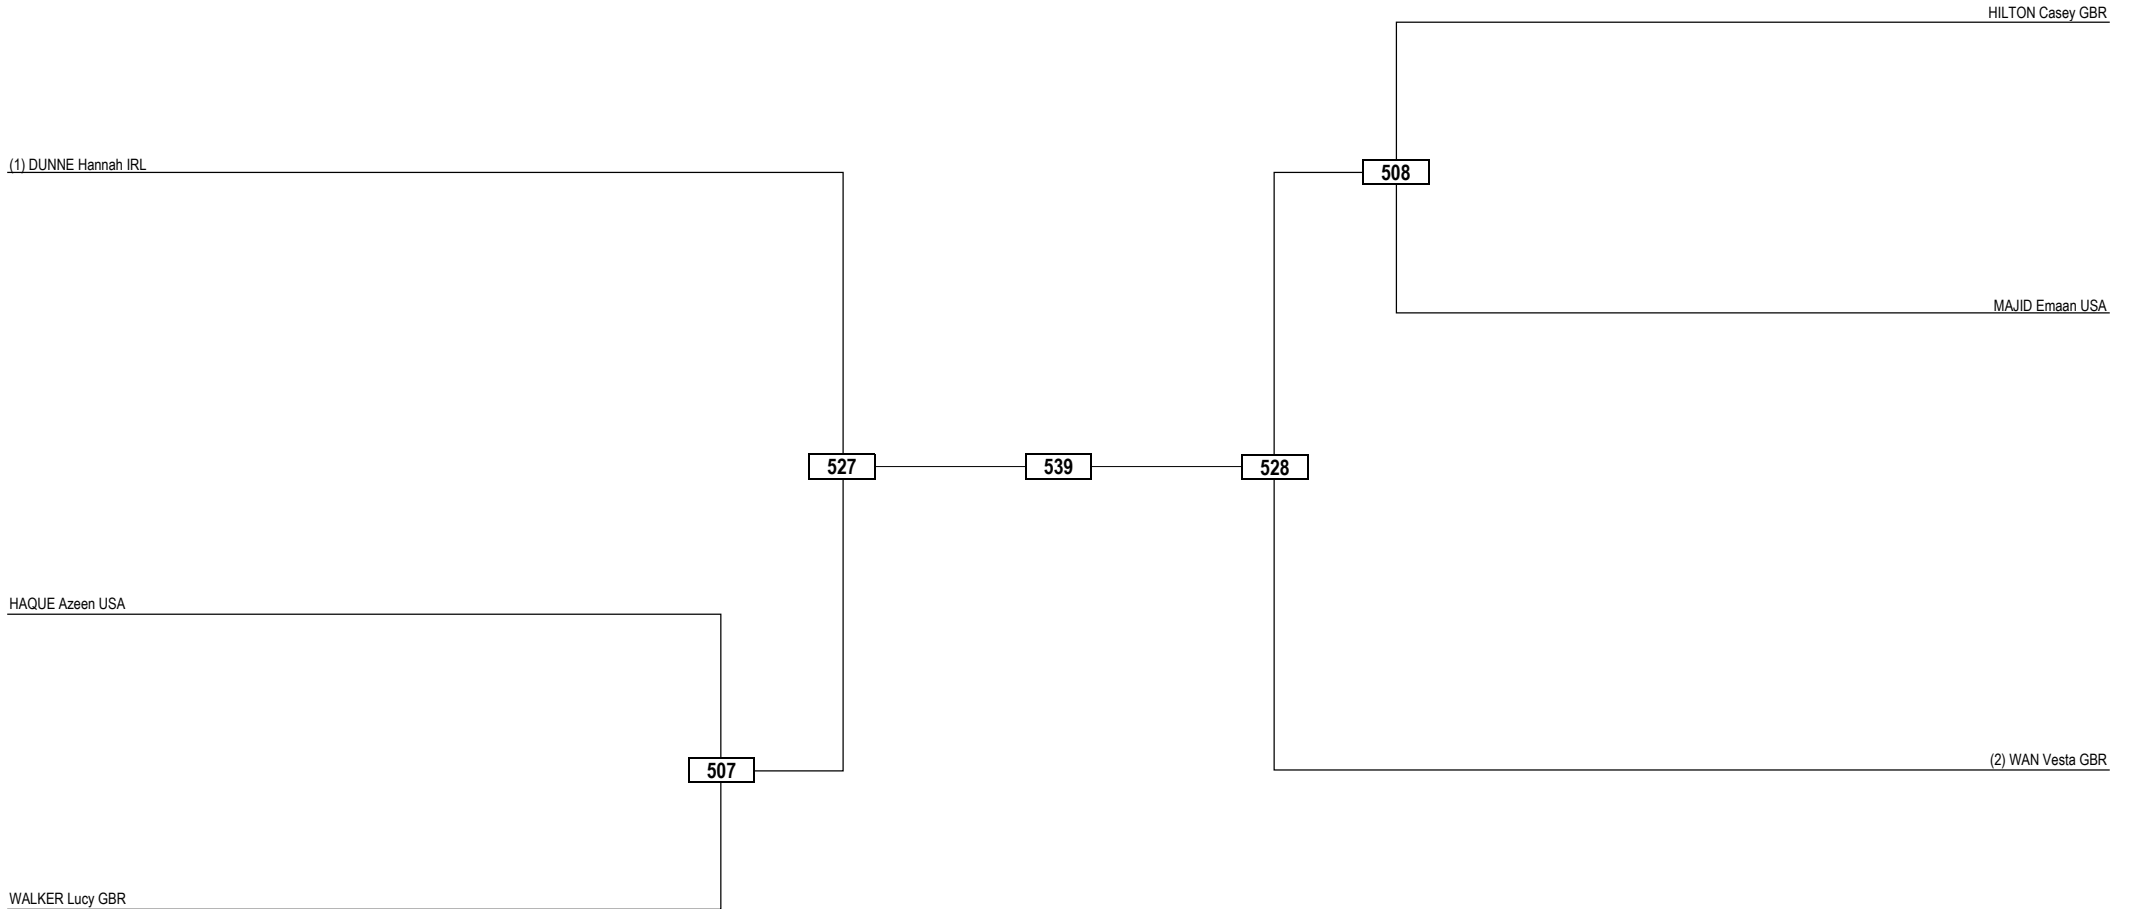 HILTON Casey GBR
(1) DUNNE Hannah IRL
508
MAJID Emaan USA
527
539
528
HAQUE Azeen USA
507
(2) WAN Vesta GBR
WALKER Lucy GBR